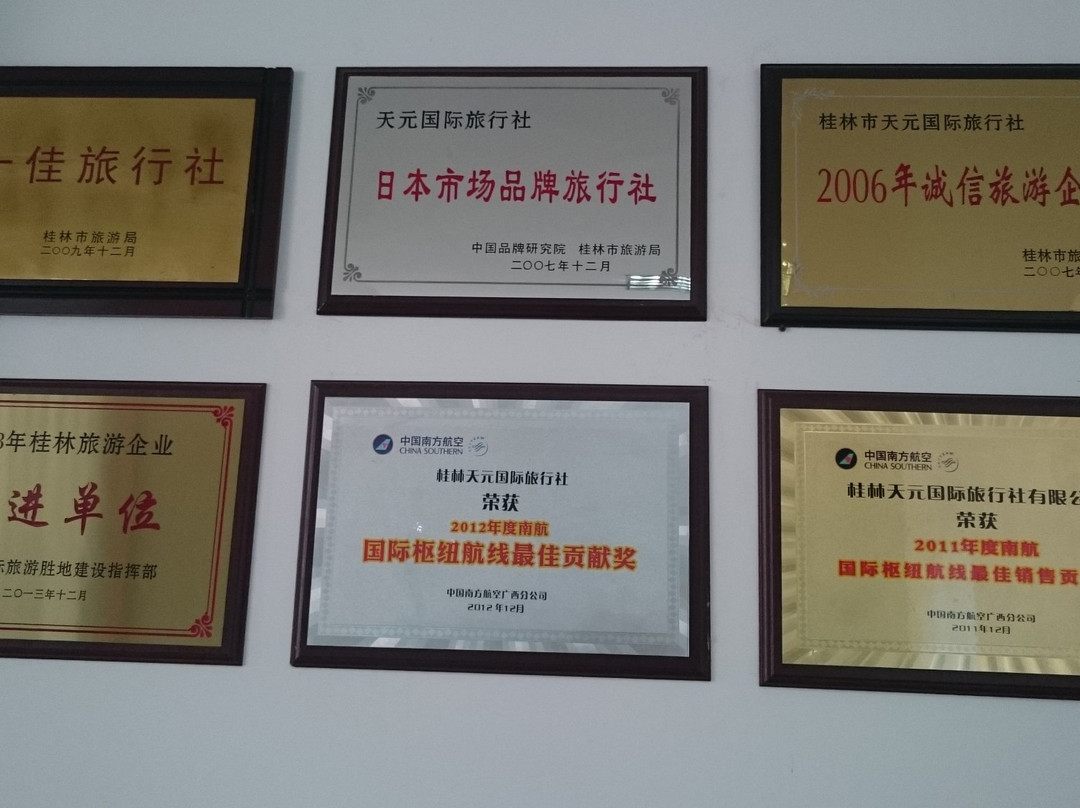 佳旅行社
桂林市旅游局
二〇〇九年十二月
天元国际旅行社
日本市场品牌旅行社
中国品牌研究院 桂林市旅游局
二〇〇七年十二月
桂林市天元国际旅行社
2006年诚信旅游企
桂林市旅
二〇〇七年
3年桂林旅游企业
进单位
际旅游胜地建设指挥部
二〇一三年十二月
中国南方航空
CHINA SOUTHERN
桂林天元国际旅行社
荣获
2012年度南航
国际枢纽航线最佳贡献奖
中国南方航空广西分公司
2012年12月
中国南方航空
CHINA SOUTHERN
桂林天元国际旅行社有限公
荣获
2011年度南航
国际枢纽航线最佳销售贡
中国南方航空广西分公司
2011年12月